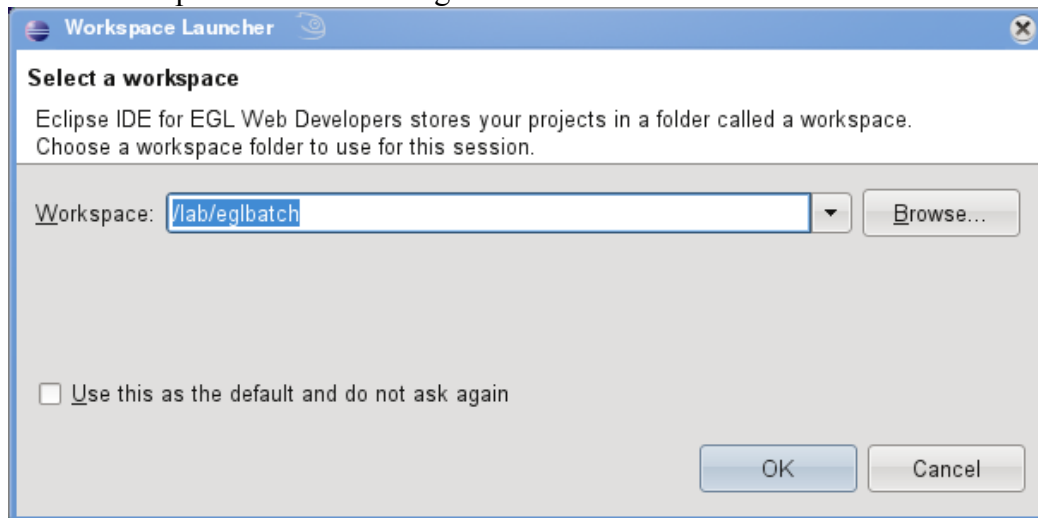 Workspace Launcher
Select a workspace
Eclipse IDE for EGL Web Developers stores your projects in a folder called a workspace.
Choose a workspace folder to use for this session.
Workspace: /lab/eglbatch Browse...
Use this as the default and do not ask again
OK Cancel